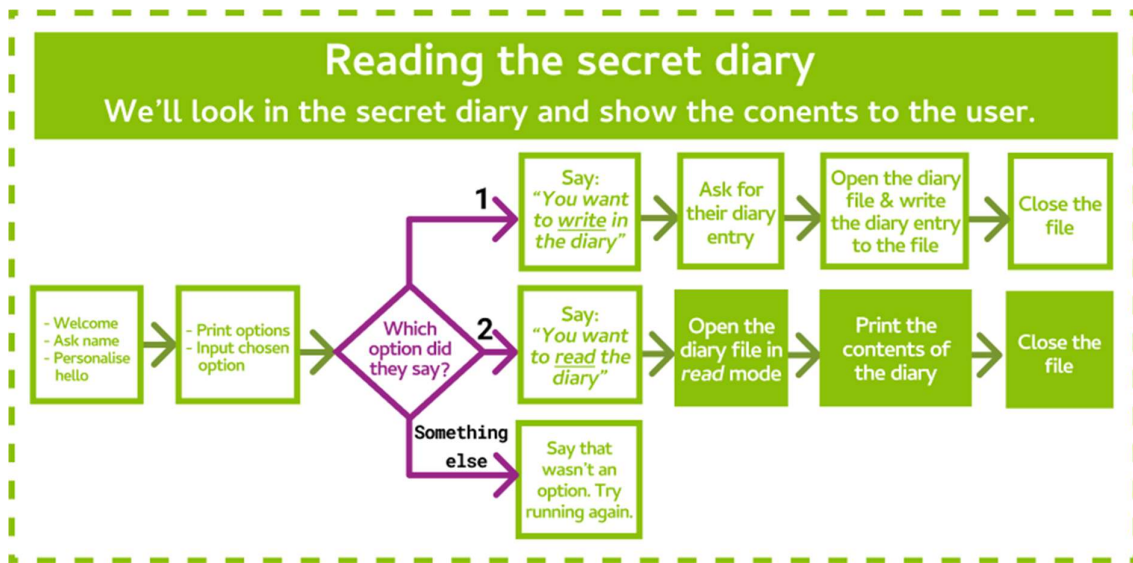 Reading the secret diary
We'll look in the secret diary and show the conents to the user.
- Welcome
- Ask name
- Personalise
hello
- Print options
- Input chosen
option
Which
option did
they say?
1
Say:
“You want
to write in
the diary”
Ask for
their diary
entry
Open the diary
file & write
the diary entry
to the file
Close the
file
2
Say:
“You want
to read the
diary”
Open the
diary file in
read mode
Print the
contents of
the diary
Close the
file
Something
else
Say that
wasn't an
option. Try
running again.